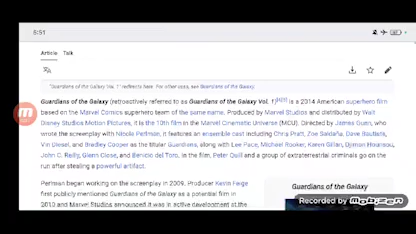 5:51
Article Talk
"Guardians of the Galaxy Vol. 1" redirects here. For other uses, see Guardians of the Galaxy.
Guardians of the Galaxy (retroactively referred to as Guardians of the Galaxy Vol. 1)[4][5] is a 2014 American superhero film
based on the Marvel Comics superhero team of the same name. Produced by Marvel Studios and distributed by Walt
Disney Studios Motion Pictures, it is the 10th film in the Marvel Cinematic Universe (MCU). Directed by James Gunn, who
wrote the screenplay with Nicole Perlman, it features an ensemble cast including Chris Pratt, Zoe Saldaña, Dave Bautista,
Vin Diesel, and Bradley Cooper as the titular Guardians, along with Lee Pace, Michael Rooker, Karen Gillan, Djimon Hounsou,
John C. Reilly, Glenn Close, and Benicio del Toro. In the film, Peter Quill and a group of extraterrestrial criminals go on the
run after stealing a powerful artifact.
Perlman began working on the screenplay in 2009. Producer Kevin Feige
first publicly mentioned Guardians of the Galaxy as a potential film in
2010 and Marvel Studios announced it was in active development at the
Guardians of the Galaxy
Recorded by
mobizen